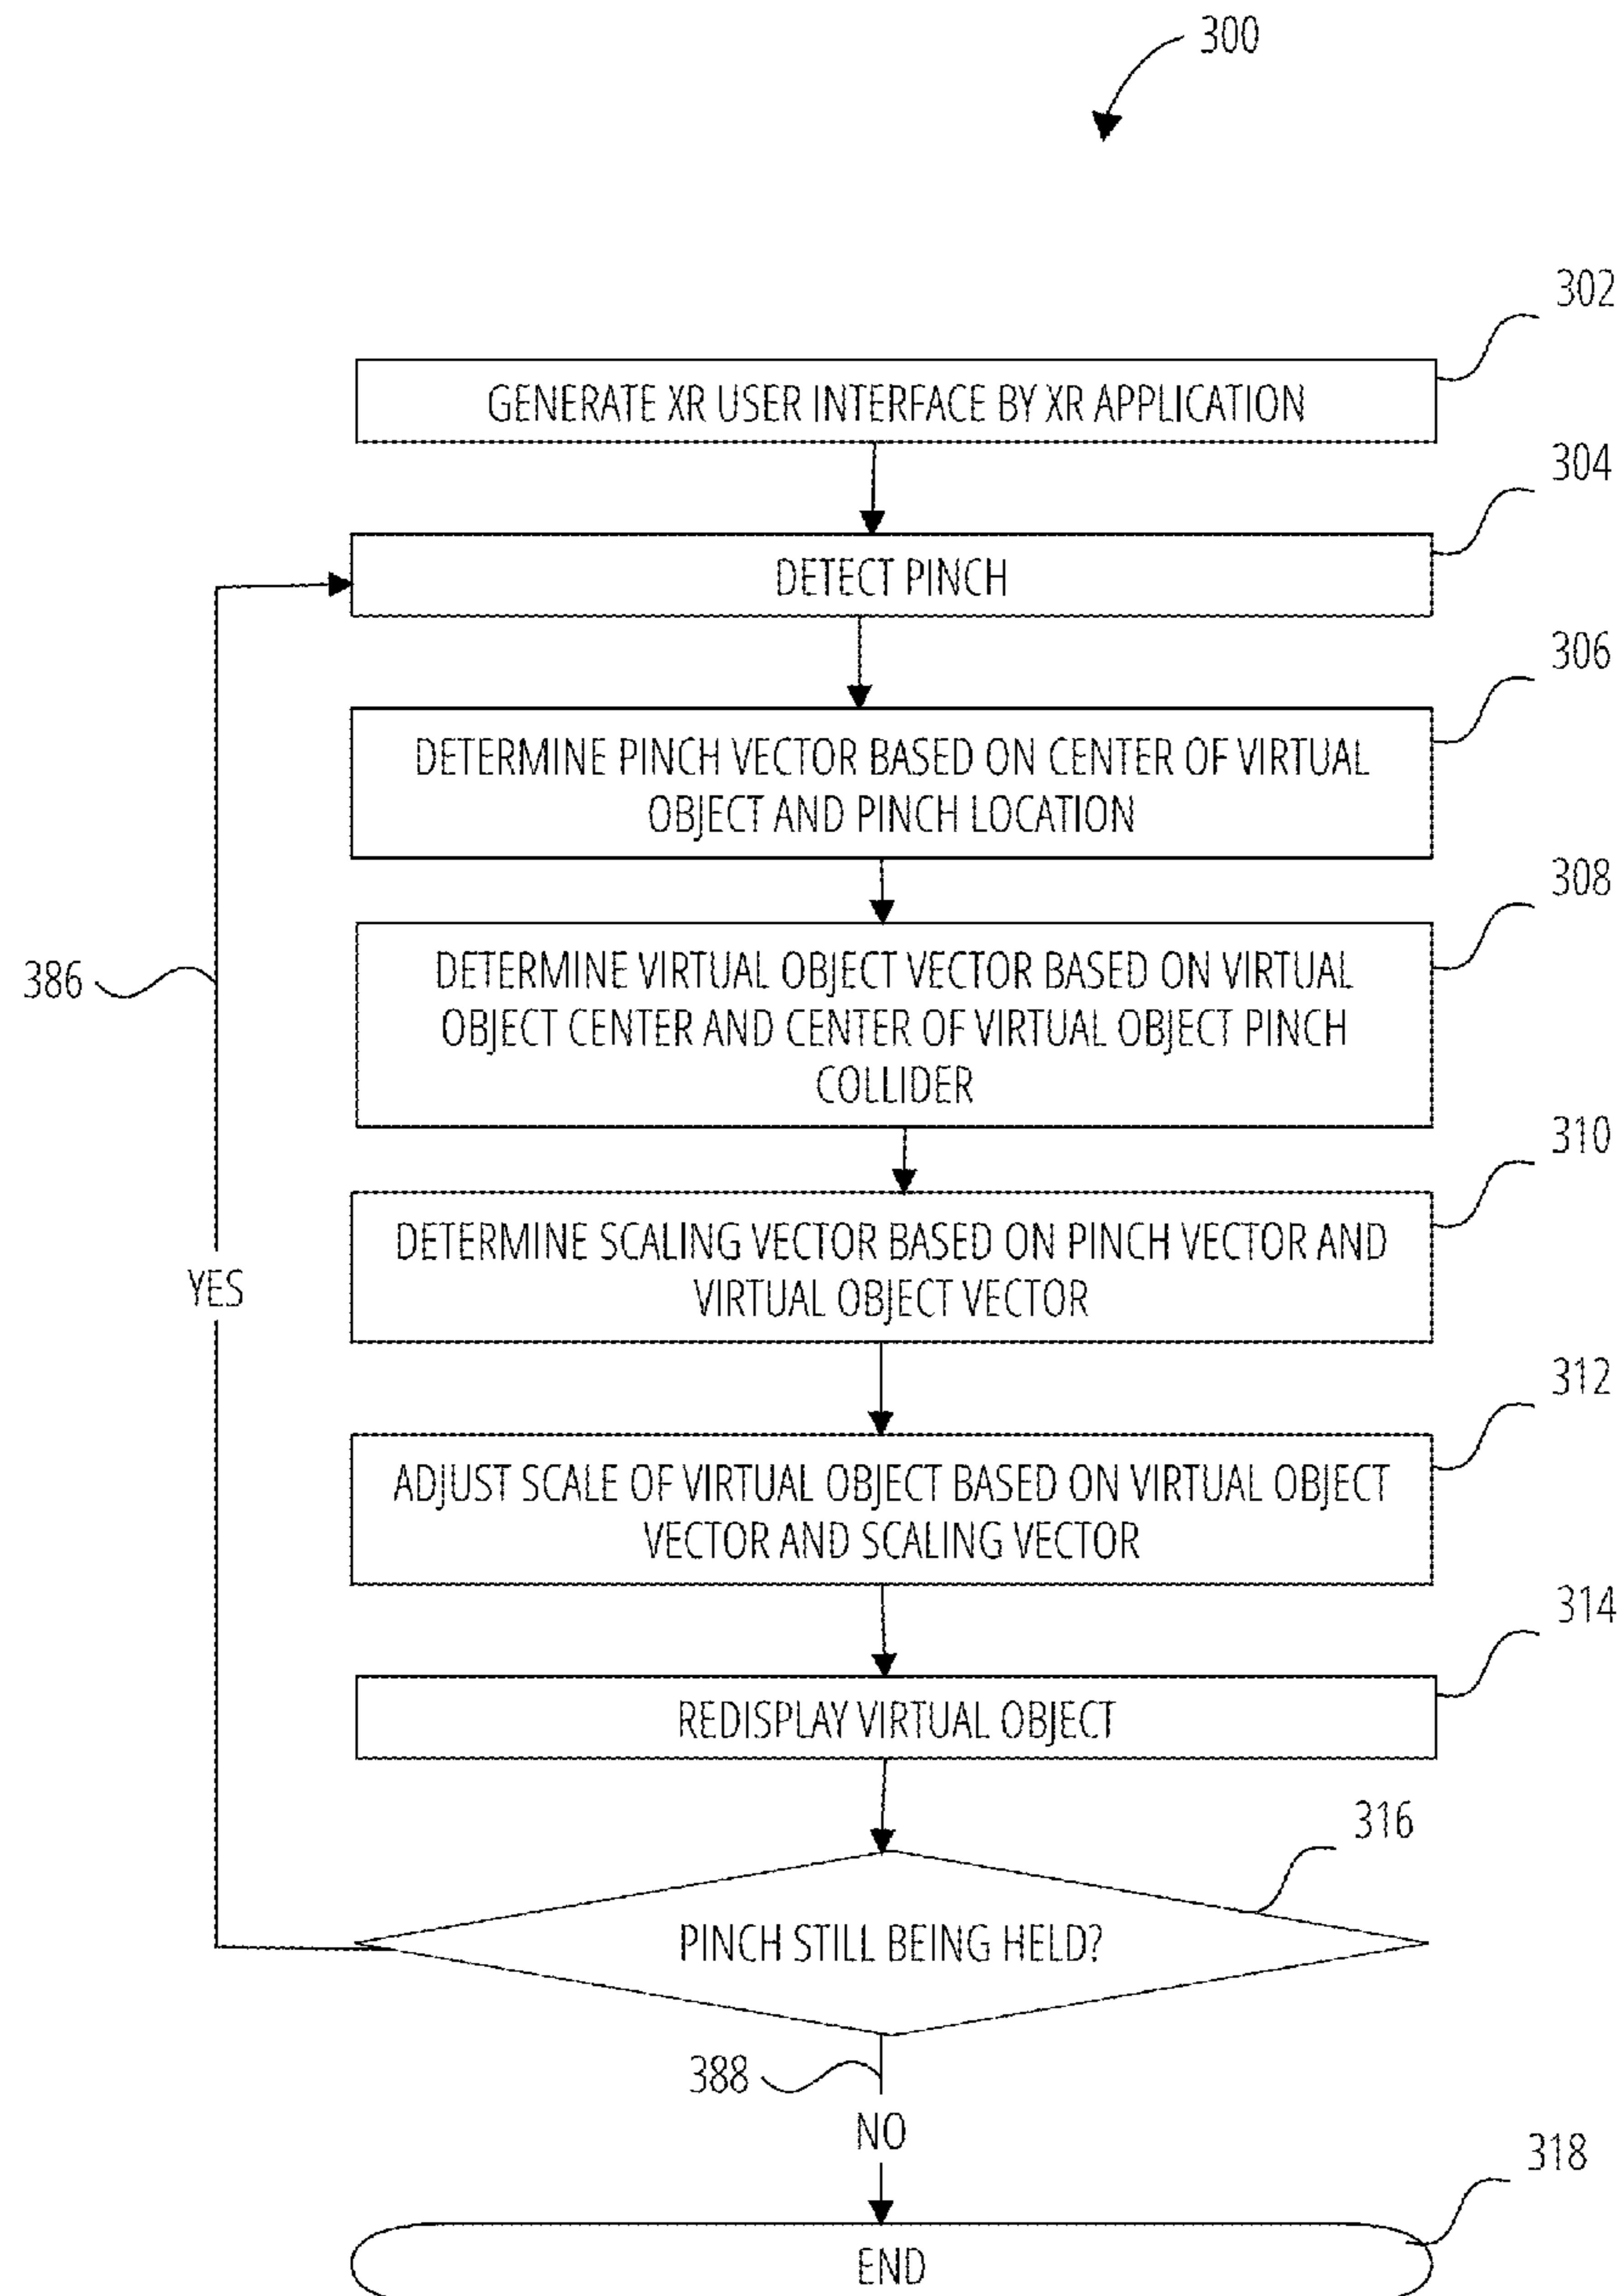 300
302
GENERATE XR USER INTERFACE BY XR APPLICATION
304
DETECT PINCH
306
DETERMINE PINCH VECTOR BASED ON CENTER OF VIRTUAL
OBJECT AND PINCH LOCATION
308
DETERMINE VIRTUAL OBJECT VECTOR BASED ON VIRTUAL
OBJECT CENTER AND CENTER OF VIRTUAL OBJECT PINCH
COLLIDER
386
310
DETERMINE SCALING VECTOR BASED ON PINCH VECTOR AND
VIRTUAL OBJECT VECTOR
YES
312
ADJUST SCALE OF VIRTUAL OBJECT BASED ON VIRTUAL OBJECT
VECTOR AND SCALING VECTOR
314
REDISPLAY VIRTUAL OBJECT
316
PINCH STILL BEING HELD?
388
NO
318
END